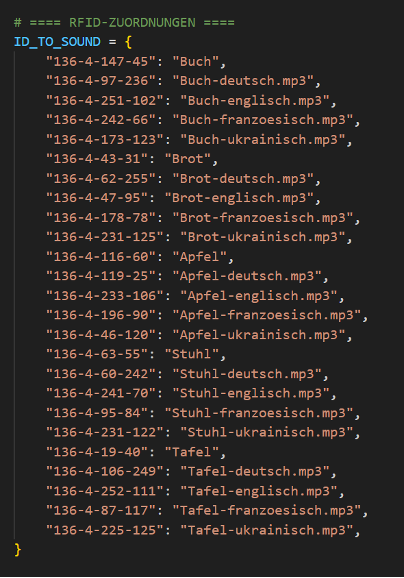 # ==== RFID-ZUORDNUNGEN ====
ID_TO_SOUND = {
    "136-4-147-45": "Buch",
    "136-4-97-236": "Buch-deutsch.mp3",
    "136-4-251-102": "Buch-englisch.mp3",
    "136-4-242-66": "Buch-franzoesisch.mp3",
    "136-4-173-123": "Buch-ukrainisch.mp3",
    "136-4-43-31": "Brot",
    "136-4-62-255": "Brot-deutsch.mp3",
    "136-4-47-95": "Brot-englisch.mp3",
    "136-4-178-78": "Brot-franzoesisch.mp3",
    "136-4-231-125": "Brot-ukrainisch.mp3",
    "136-4-116-60": "Apfel",
    "136-4-119-25": "Apfel-deutsch.mp3",
    "136-4-233-106": "Apfel-englisch.mp3",
    "136-4-196-90": "Apfel-franzoesisch.mp3",
    "136-4-46-120": "Apfel-ukrainisch.mp3",
    "136-4-63-55": "Stuhl",
    "136-4-60-242": "Stuhl-deutsch.mp3",
    "136-4-241-70": "Stuhl-englisch.mp3",
    "136-4-95-84": "Stuhl-franzoesisch.mp3",
    "136-4-231-122": "Stuhl-ukrainisch.mp3",
    "136-4-19-40": "Tafel",
    "136-4-106-249": "Tafel-deutsch.mp3",
    "136-4-252-111": "Tafel-englisch.mp3",
    "136-4-87-117": "Tafel-franzoesisch.mp3",
    "136-4-225-125": "Tafel-ukrainisch.mp3",
}